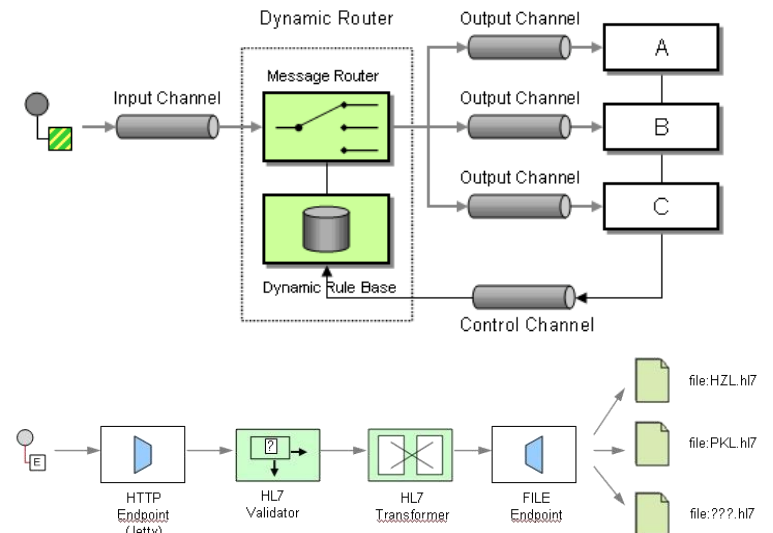 Dynamic Router
Output Channel
A
Message Router
Input Channel
Output Channel
B
Output Channel
C
Dynamic Rule Base
Control Channel
file:HZL.hl7
E
?
file:PKL.hl7
HTTP
Endpoint
(Jetty)
HL7
Validator
HL7
Transformer
FILE
Endpoint
file:???.hl7